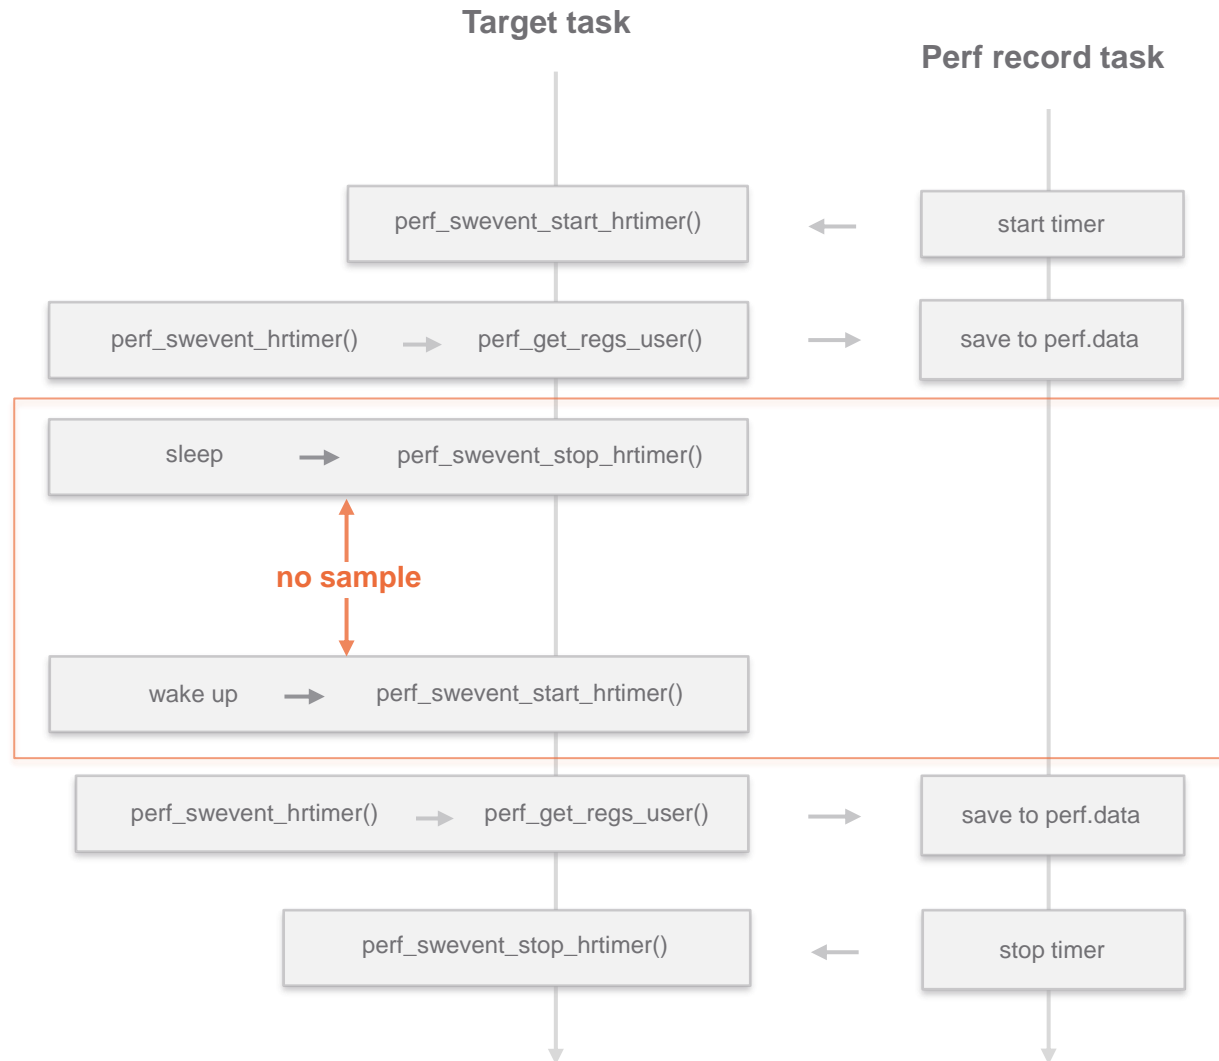 Target task
Perf record task
perf_swevent_start_hrtimer()
start timer
perf_swevent_hrtimer()
perf_get_regs_user()
save to perf.data
sleep
perf_swevent_stop_hrtimer()
no sample
wake up
perf_swevent_start_hrtimer()
perf_swevent_hrtimer()
perf_get_regs_user()
save to perf.data
perf_swevent_stop_hrtimer()
stop timer